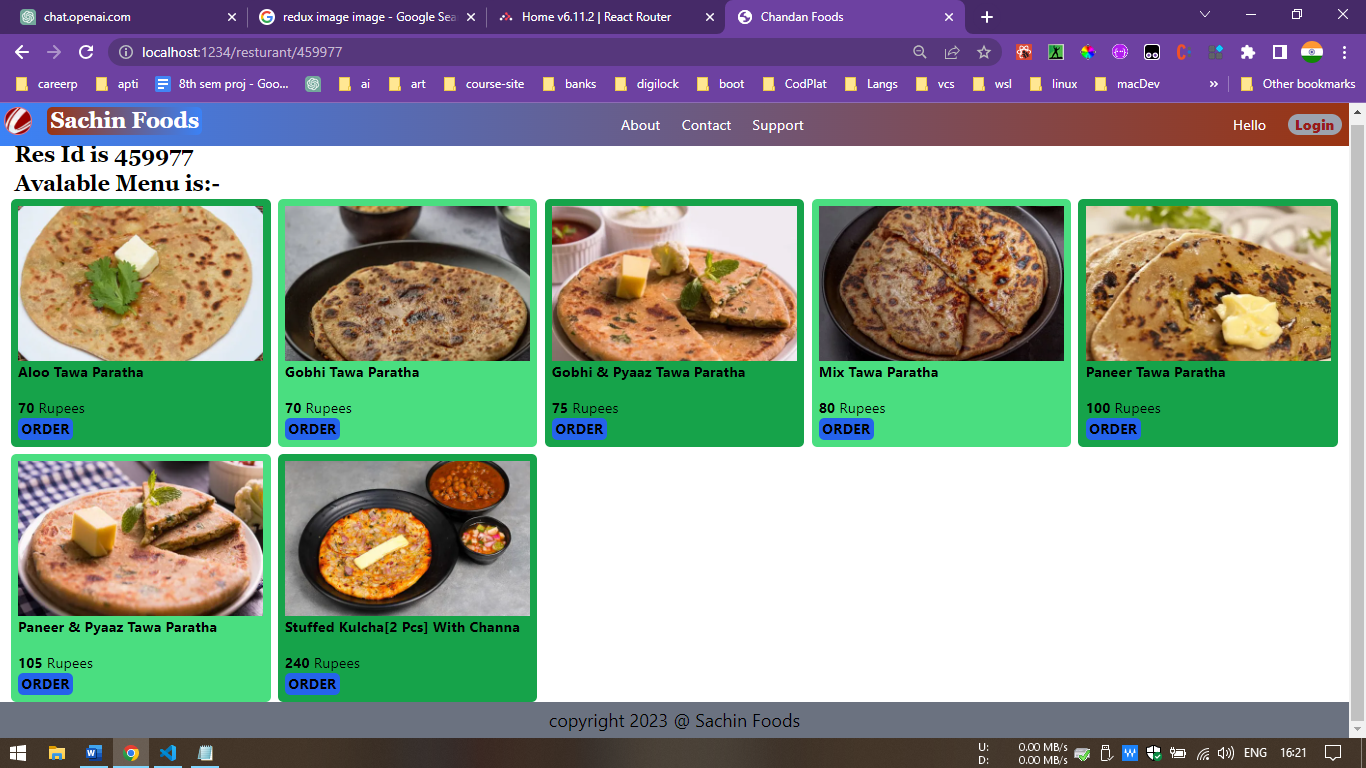 chat.openai.com
redux image image - Google Sea
Home v6.11.2 | React Router
Chandan Foods
localhost:1234/resturant/459977
careerp
apti
8th sem proj - Goo...
ai
art
course-site
banks
digilock
boot
CodPlat
Langs
vcs
wsl
linux
macDev
»
Other bookmarks
Sachin Foods
About
Contact
Support
Hello
Login
Res Id is 459977
Avalable Menu is:-
Aloo Tawa Paratha
70 Rupees
ORDER
Gobhi Tawa Paratha
70 Rupees
ORDER
Gobhi & Pyaaz Tawa Paratha
75 Rupees
ORDER
Mix Tawa Paratha
80 Rupees
ORDER
Paneer Tawa Paratha
100 Rupees
ORDER
Paneer & Pyaaz Tawa Paratha
105 Rupees
ORDER
Stuffed Kulcha[2 Pcs] With Channa
240 Rupees
ORDER
copyright 2023 @ Sachin Foods
U: 0.00 MB/s
D: 0.00 MB/s
ENG
16:21